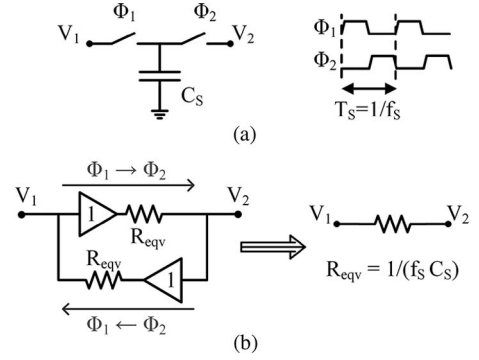 Φ1 Φ2
V1 V2
CS
Φ1
Φ2
TS=1/fS
(a)
Φ1 → Φ2
V1 V2
1
Reqv
Reqv
1
Φ1 ← Φ2
V1 V2
Reqv = 1/(fS CS)
(b)